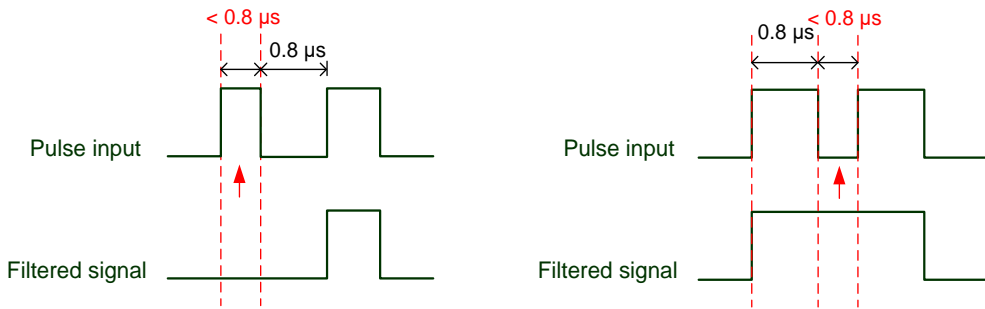 < 0.8 µs
0.8 µs
Pulse input
Filtered signal
< 0.8 µs
0.8 µs
Pulse input
Filtered signal